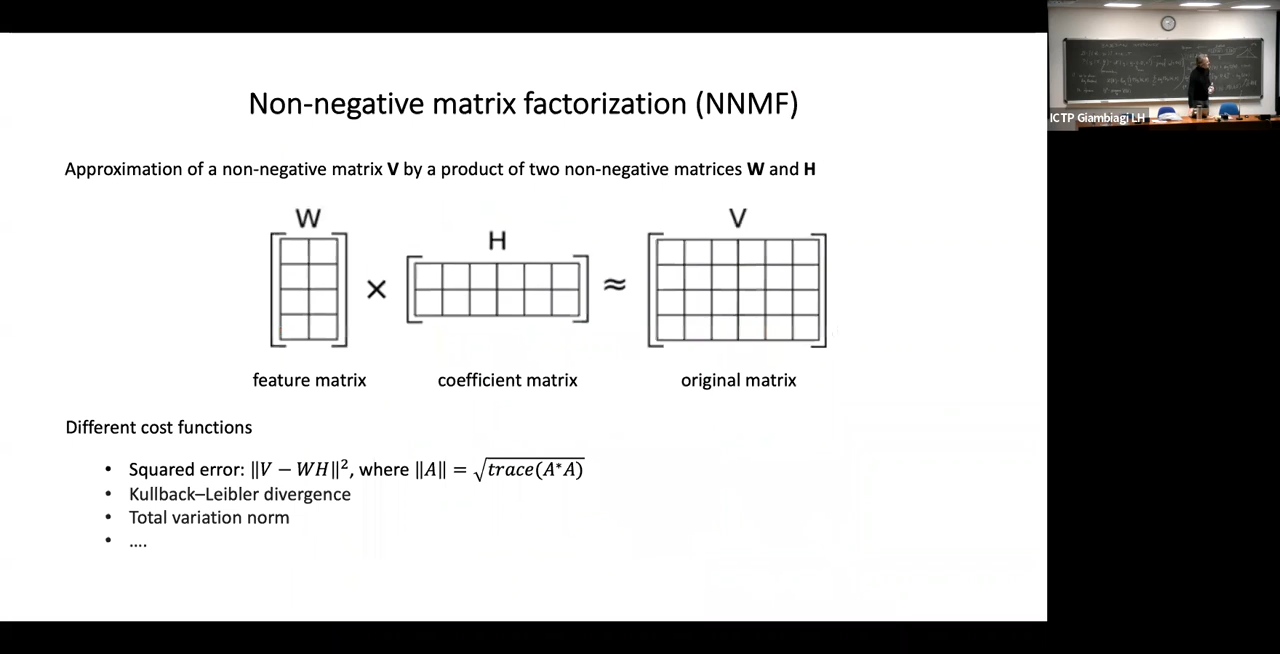 Non-negative matrix factorization (NNMF)
Approximation of a non-negative matrix V by a product of two non-negative matrices W and H
W
H
V
×
≈
feature matrix
coefficient matrix
original matrix
Different cost functions
• Squared error: ‖V − WH‖², where ‖A‖ = √trace(A*A)
• Kullback–Leibler divergence
• Total variation norm
• ....
ICTP Giambiagi LH